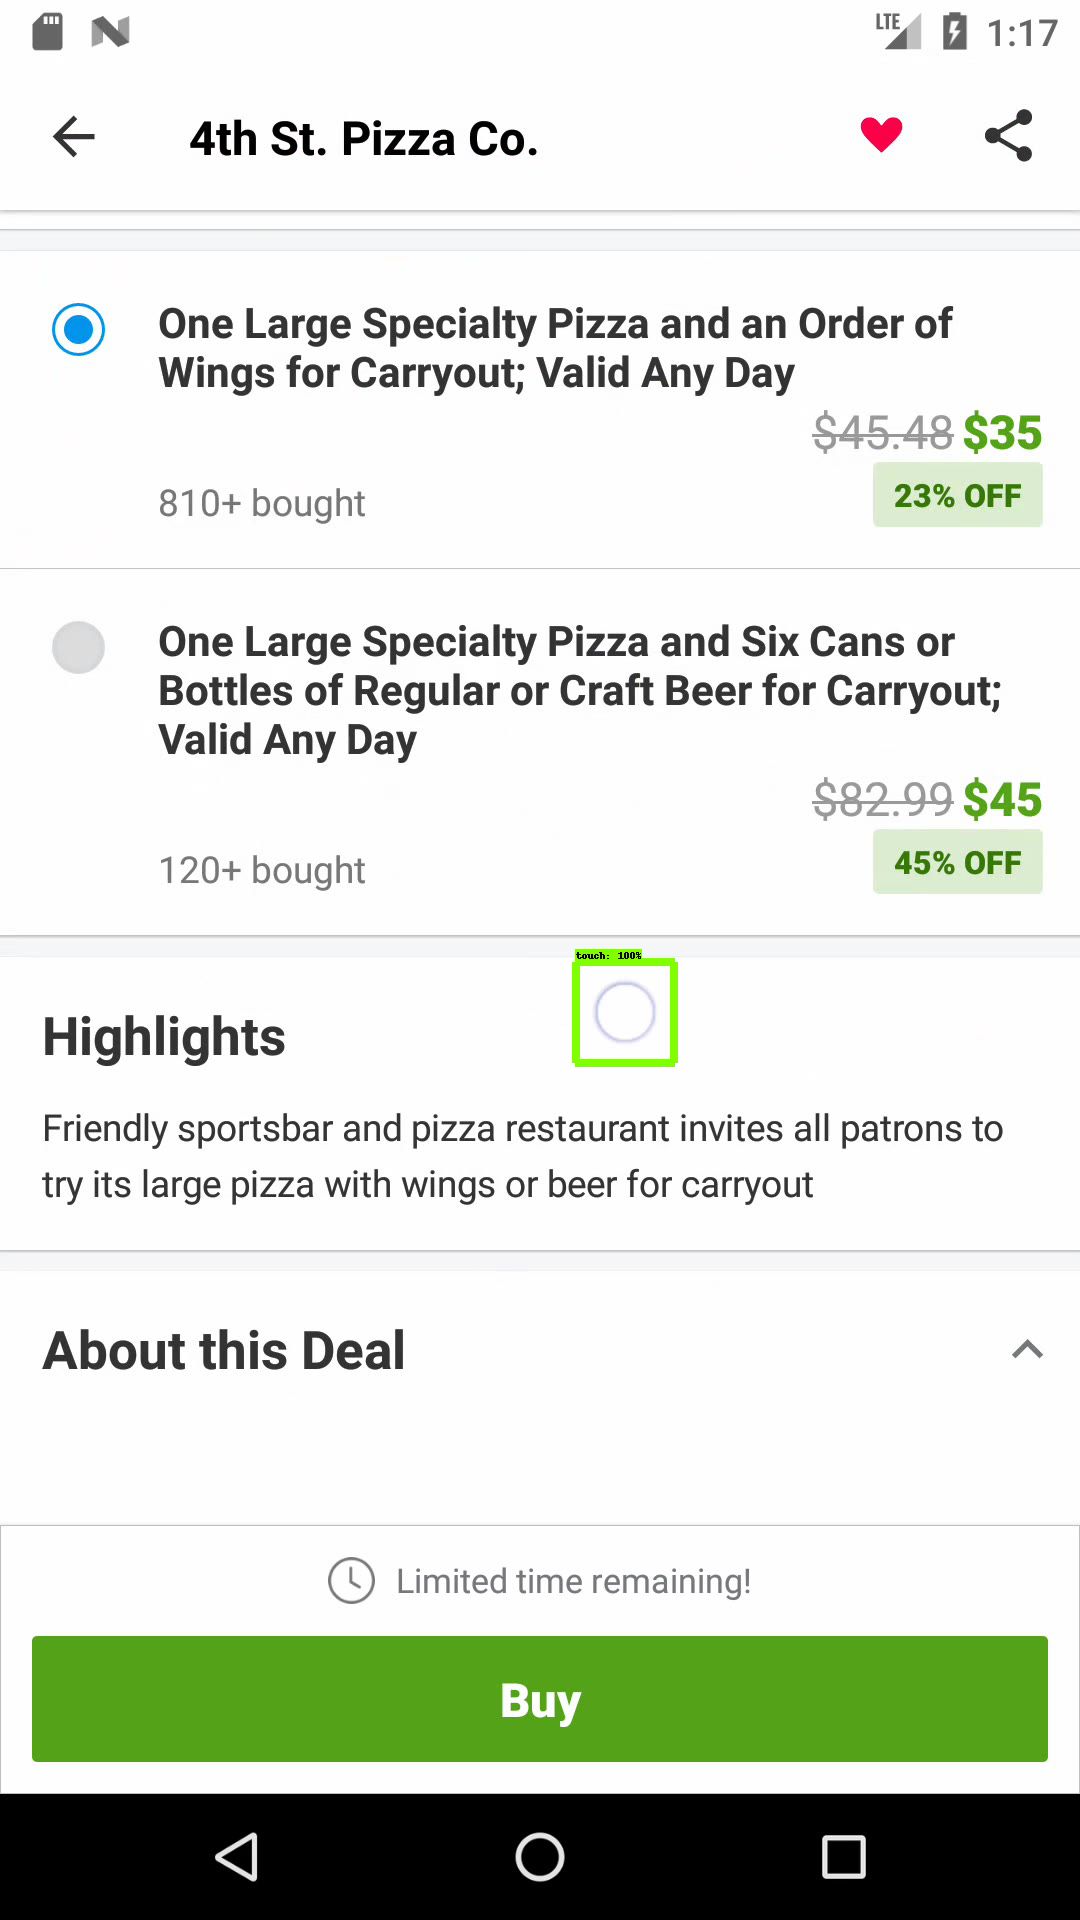 LTE 1:17
4th St. Pizza Co.
One Large Specialty Pizza and an Order of
Wings for Carryout; Valid Any Day
$45.48 $35
810+ bought
23% OFF
One Large Specialty Pizza and Six Cans or
Bottles of Regular or Craft Beer for Carryout;
Valid Any Day
$82.99 $45
120+ bought
45% OFF
touch: 100%
Highlights
Friendly sportsbar and pizza restaurant invites all patrons to
try its large pizza with wings or beer for carryout
About this Deal
Limited time remaining!
Buy